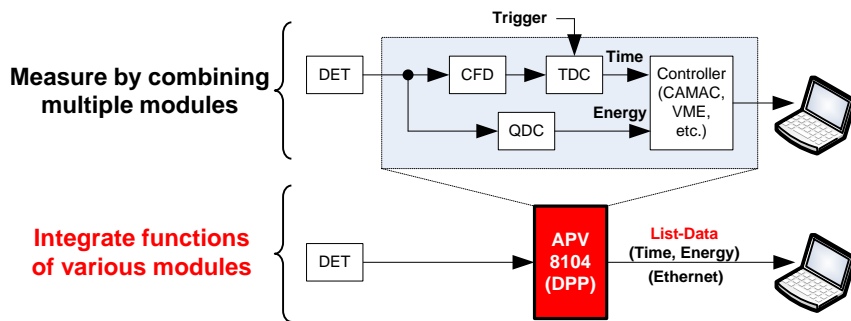 Trigger
Measure by combining
multiple modules
DET
CFD
TDC
Time
Controller
(CAMAC,
VME,
etc.)
QDC
Energy
Integrate functions
of various modules
DET
APV
8104
(DPP)
List-Data
(Time, Energy)
(Ethernet)